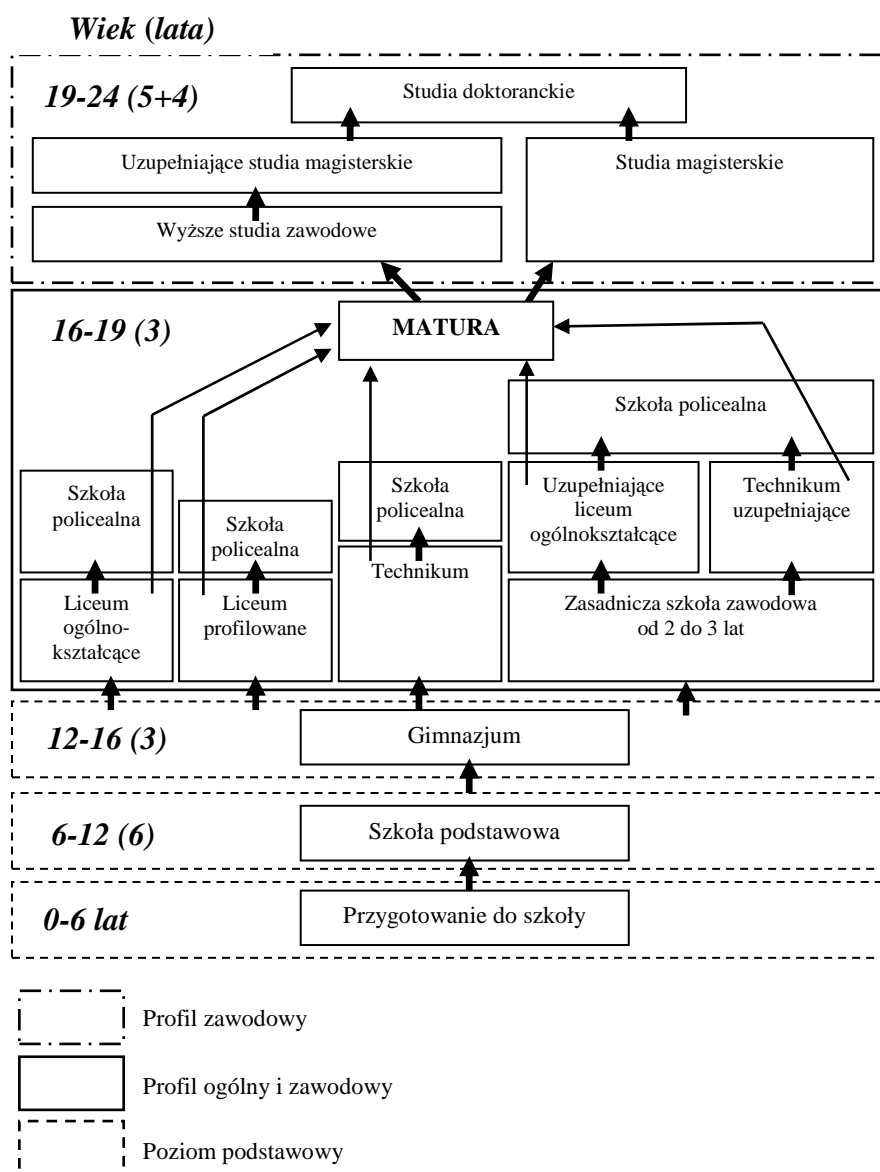 Wiek (lata)
19-24 (5+4)
Studia doktoranckie
Uzupełniające studia magisterskie
Studia magisterskie
Wyższe studia zawodowe
MATURA
16-19 (3)
Szkoła policealna
Szkoła
policealna
Szkoła
policealna
Szkoła
policealna
Uzupełniające
liceum
ogólnokształcące
Technikum
uzupełniające
Liceum
ogólno-
kształcące
Liceum
profilowane
Technikum
Zasadnicza szkoła zawodowa
od 2 do 3 lat
12-16 (3)
Gimnazjum
6-12 (6)
Szkoła podstawowa
0-6 lat
Przygotowanie do szkoły
Profil zawodowy
Profil ogólny i zawodowy
Poziom podstawowy